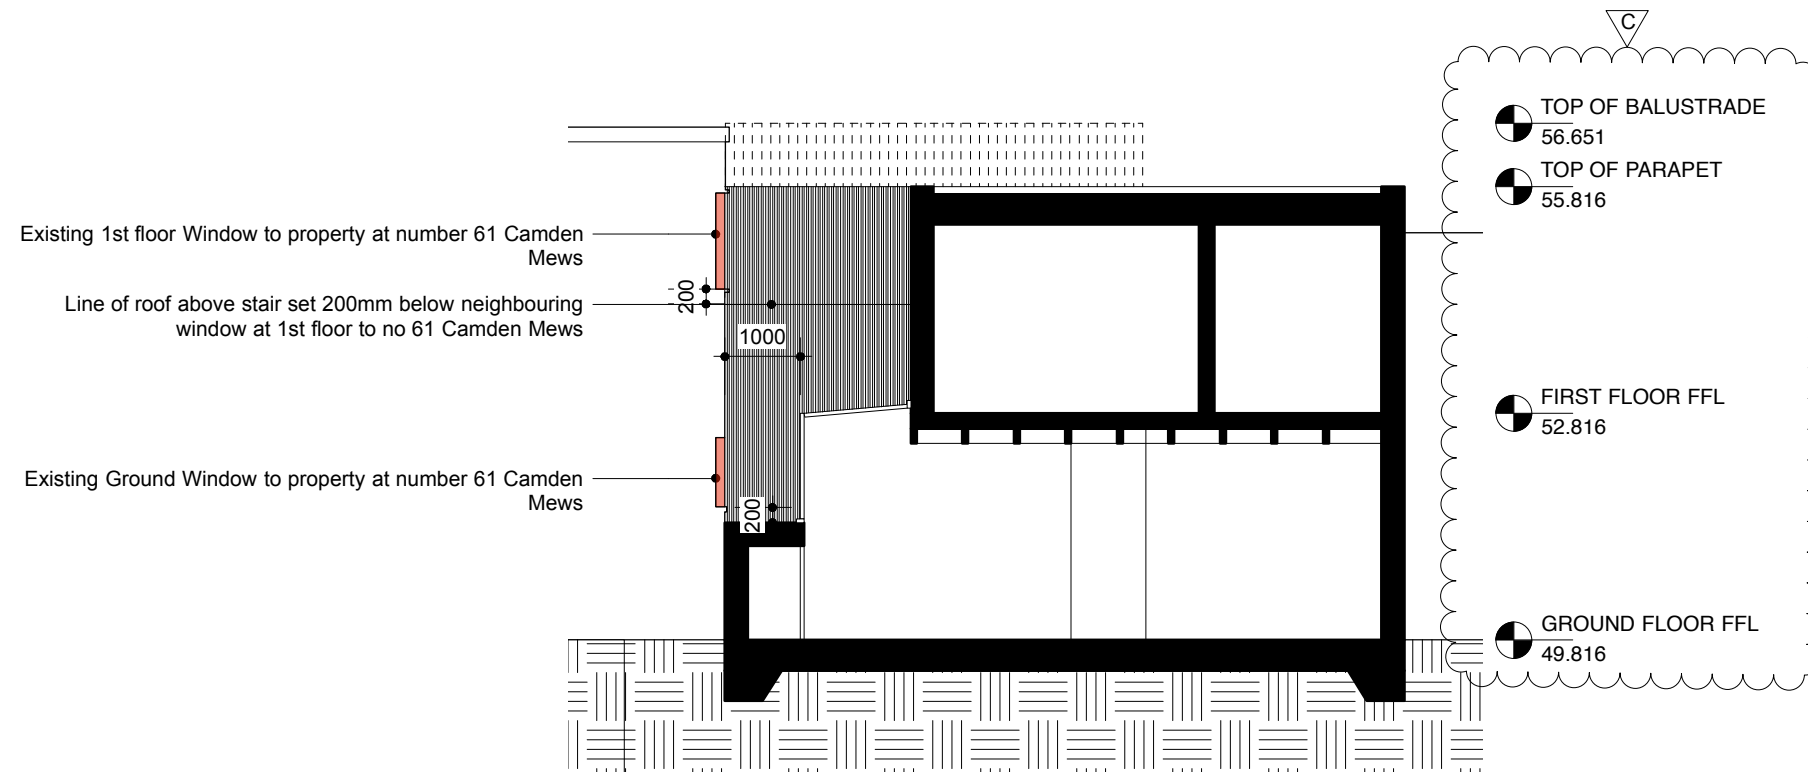 C
TOP OF BALUSTRADE
56.651
TOP OF PARAPET
55.816
Existing 1st floor Window to property at number 61 Camden
Mews
200
Line of roof above stair set 200mm below neighbouring
window at 1st floor to no 61 Camden Mews
1000
FIRST FLOOR FFL
52.816
Existing Ground Window to property at number 61 Camden
Mews
200
GROUND FLOOR FFL
49.816